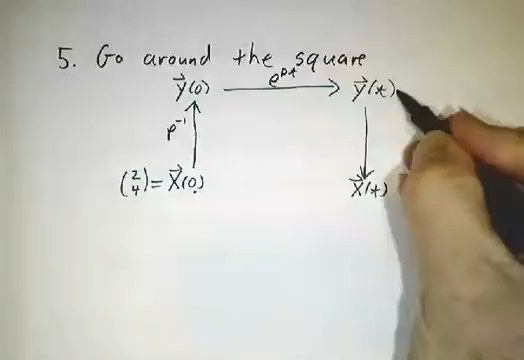 5. Go around the square
y⃗(0) e^{Dt} y⃗(t)
P⁻¹
(2 4) = x⃗(0) x⃗(t)